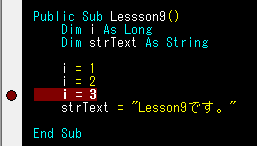 Public Sub Lessson9()
    Dim i As Long
    Dim strText As String

    i = 1
    i = 2
    i = 3
    strText = "Lesson9です。"

End Sub